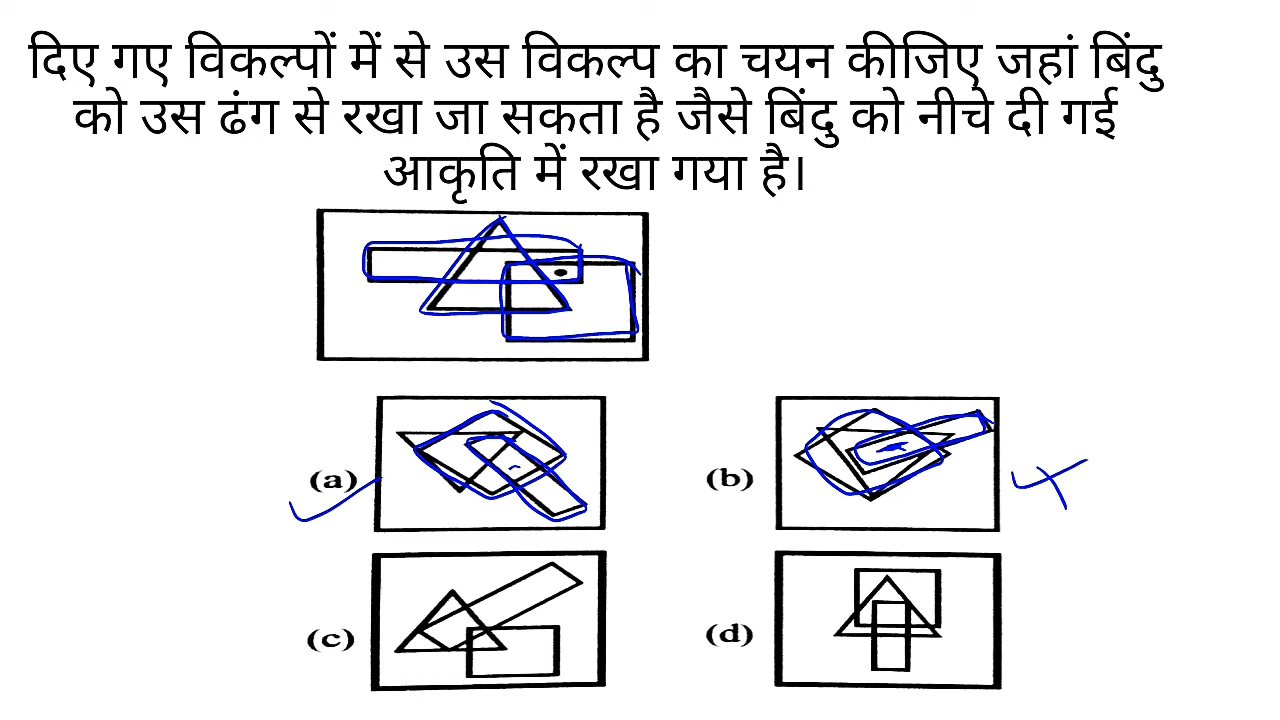 दिए गए विकल्पों में से उस विकल्प का चयन कीजिए जहां बिंदु
को उस ढंग से रखा जा सकता है जैसे बिंदु को नीचे दी गई
आकृति में रखा गया है।
(a)
(b)
(c)
(d)